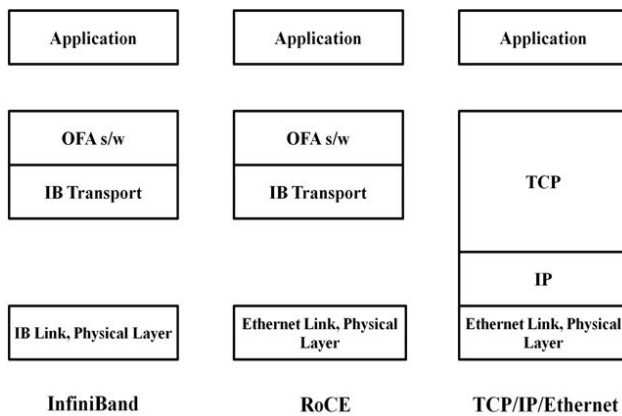 Application
Application
Application
OFA s/w
OFA s/w
IB Transport
IB Transport
TCP
IP
IB Link, Physical Layer
Ethernet Link, Physical
Layer
Ethernet Link, Physical
Layer
InfiniBand
RoCE
TCP/IP/Ethernet